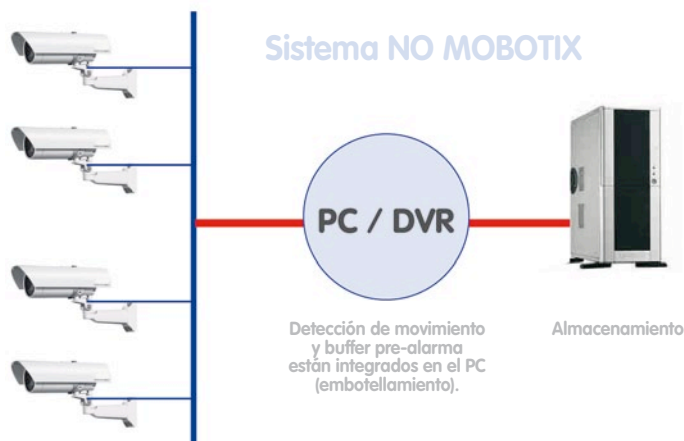 Sistema NO MOBOTIX
PC / DVR
Detección de movimiento
y buffer pre-alarma
están integrados en el PC
(embotellamiento).
Almacenamiento